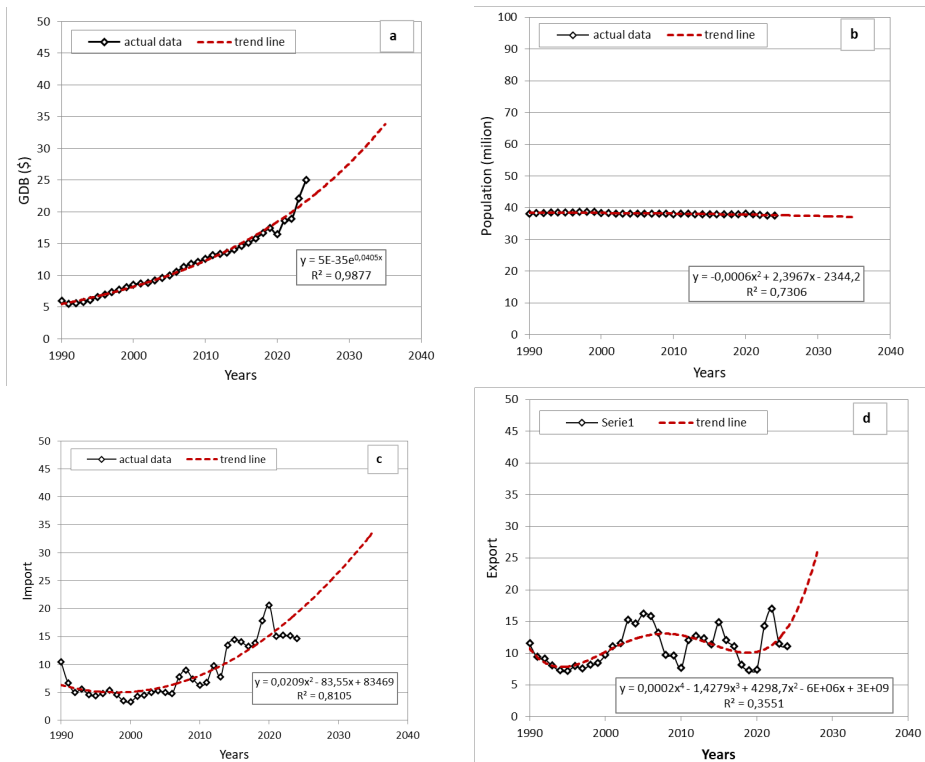 a
actual data
trend line
50
45
40
35
30
25
20
15
10
5
0
GDB ($)
y = 5E-35e^0,0405x
R² = 0,9877
1990 2000 2010 2020 2030 2040
Years
b
actual data
trend line
100
90
80
70
60
50
40
30
20
10
0
Population (milion)
y = -0,0006x² + 2,3967x - 2344,2
R² = 0,7306
1990 2000 2010 2020 2030 2040
Years
c
actual data
trend line
50
45
40
35
30
25
20
15
10
5
0
Import
y = 0,0209x² - 83,55x + 83469
R² = 0,8105
1990 2000 2010 2020 2030 2040
Years
d
Serie1
trend line
50
45
40
35
30
25
20
15
10
5
0
Export
y = 0,0002x⁴ - 1,4279x³ + 4298,7x² - 6E+06x + 3E+09
R² = 0,3551
1990 2000 2010 2020 2030 2040
Years